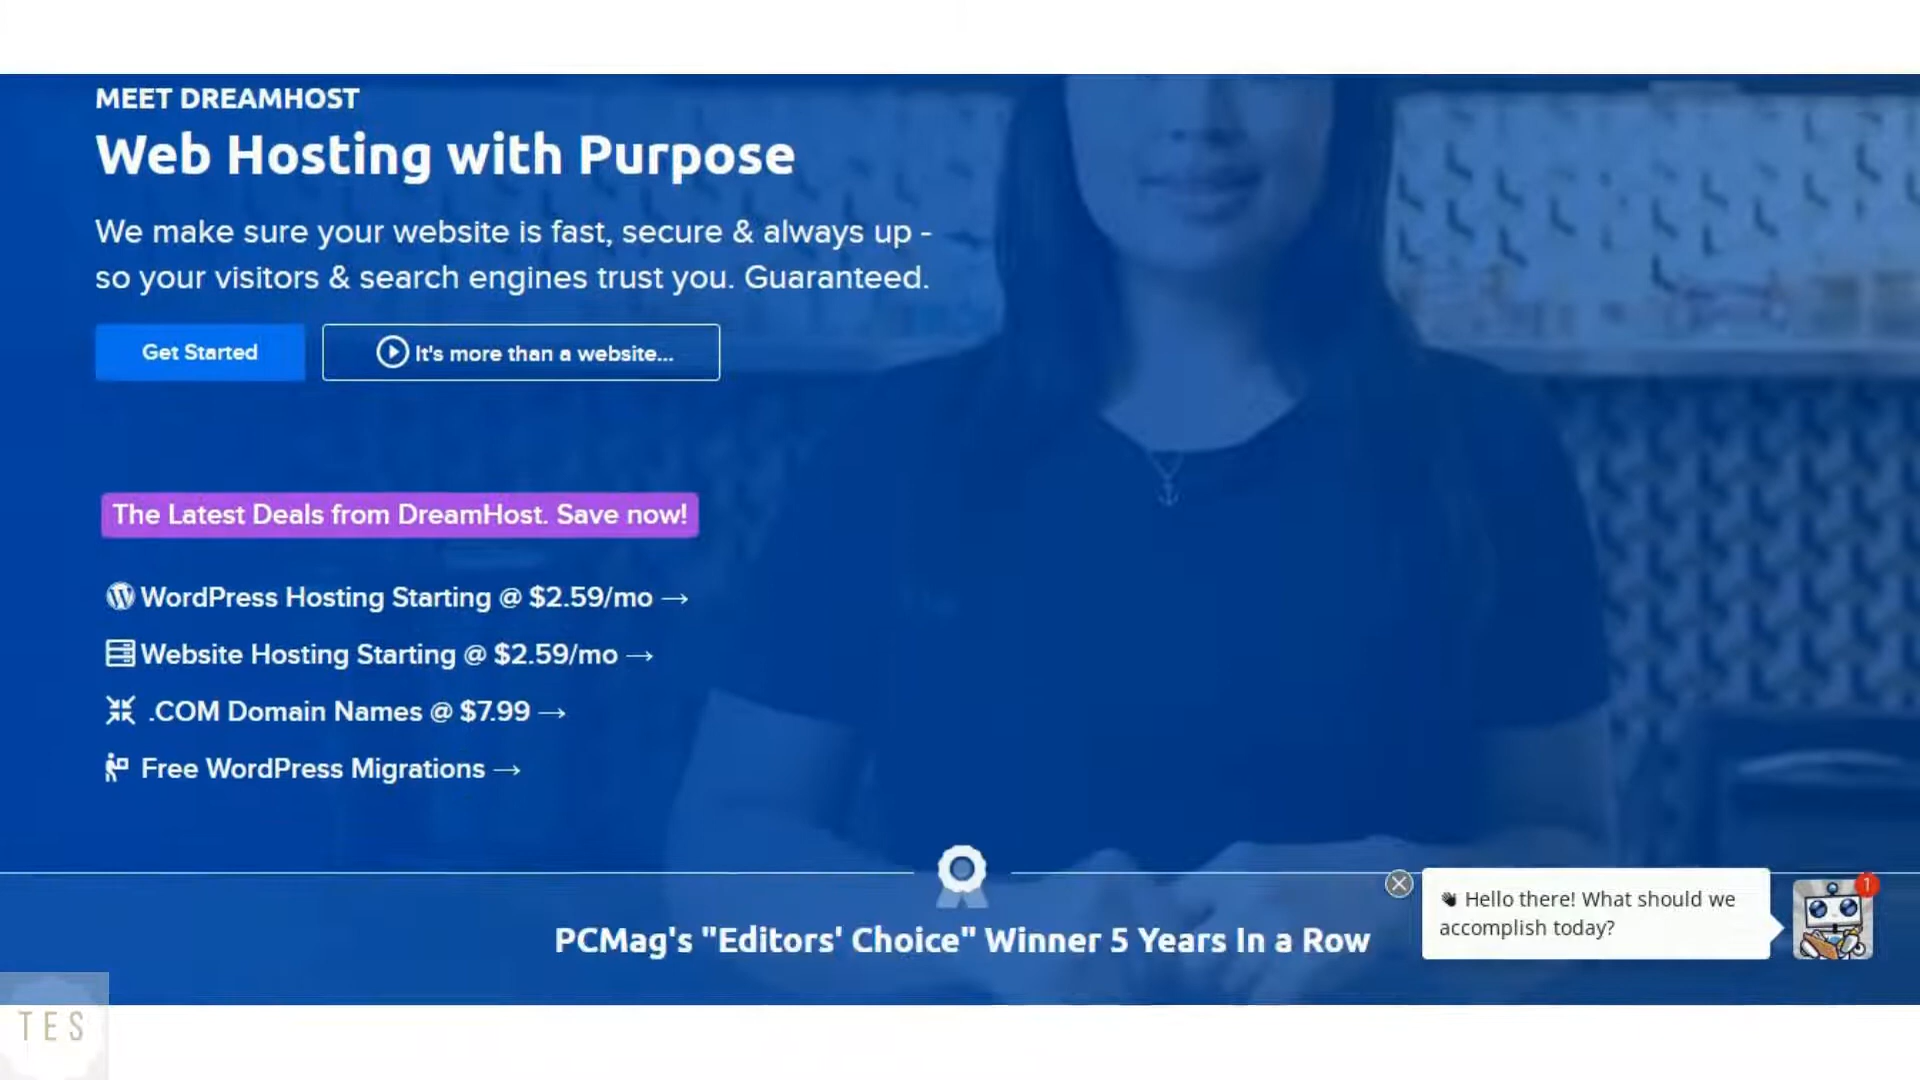 MEET DREAMHOST
Web Hosting with Purpose
We make sure your website is fast, secure & always up -
so your visitors & search engines trust you. Guaranteed.
Get Started
It's more than a website...
The Latest Deals from DreamHost. Save now!
WordPress Hosting Starting @ $2.59/mo →
Website Hosting Starting @ $2.59/mo →
.COM Domain Names @ $7.99 →
Free WordPress Migrations →
PCMag's "Editors' Choice" Winner 5 Years In a Row
👋 Hello there! What should we
accomplish today?
1
TES